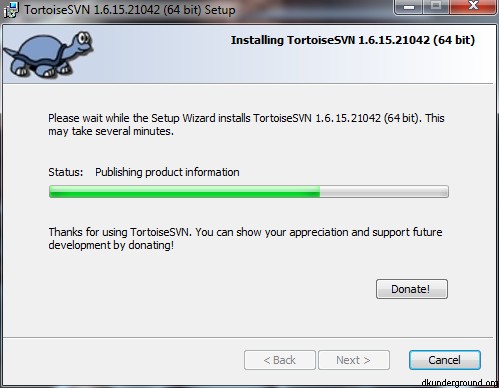 TortoiseSVN 1.6.15.21042 (64 bit) Setup
Installing TortoiseSVN 1.6.15.21042 (64 bit)
Please wait while the Setup Wizard installs TortoiseSVN 1.6.15.21042 (64 bit). This
may take several minutes.
Status: Publishing product information
Thanks for using TortoiseSVN. You can show your appreciation and support future
development by donating!
Donate!
< Back Next > Cancel
dkunderground.org